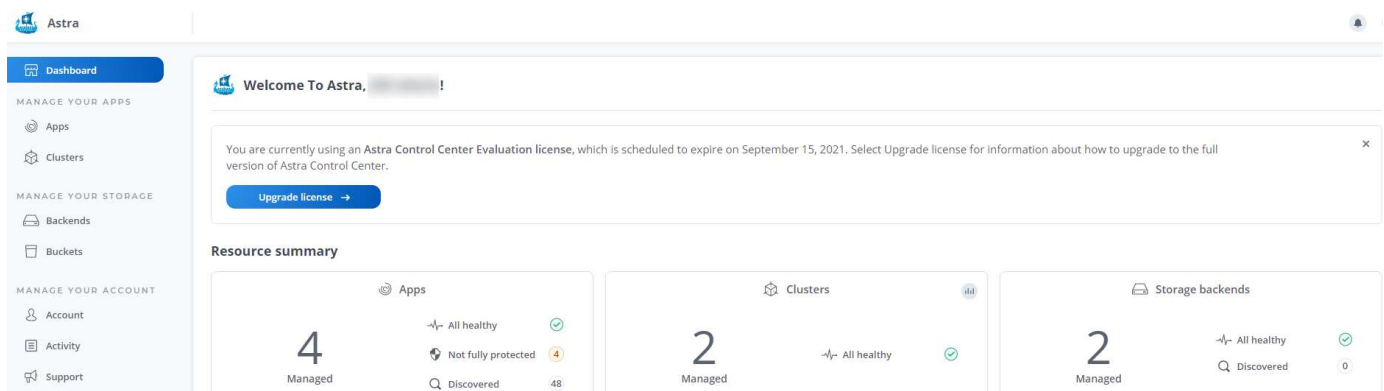 Astra
Dashboard
MANAGE YOUR APPS
Apps
Clusters
MANAGE YOUR STORAGE
Backends
Buckets
MANAGE YOUR ACCOUNT
Account
Activity
Support
Welcome To Astra, !
You are currently using an Astra Control Center Evaluation license, which is scheduled to expire on September 15, 2021. Select Upgrade license for information about how to upgrade to the full
version of Astra Control Center.
Upgrade license →
Resource summary
Apps
4
Managed
All healthy
Not fully protected 4
Discovered 48
Clusters
2
Managed
All healthy
Storage backends
2
Managed
All healthy
Discovered 0